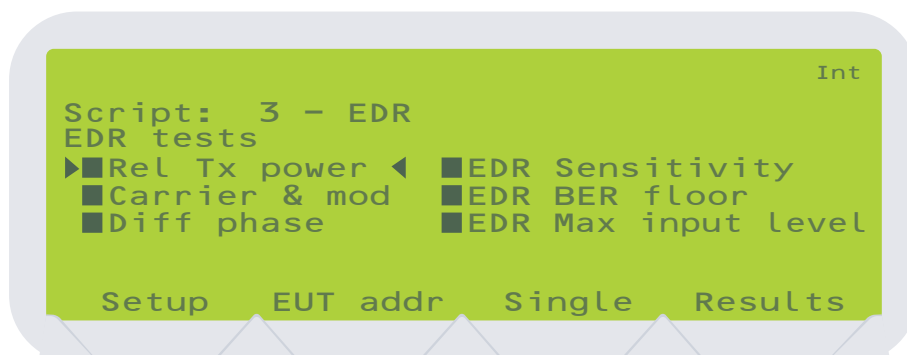 Int
Script: 3 - EDR
EDR tests
▶■Rel Tx power ◀ ■EDR Sensitivity
■Carrier & mod ■EDR BER floor
■Diff phase ■EDR Max input level
Setup EUT addr Single Results